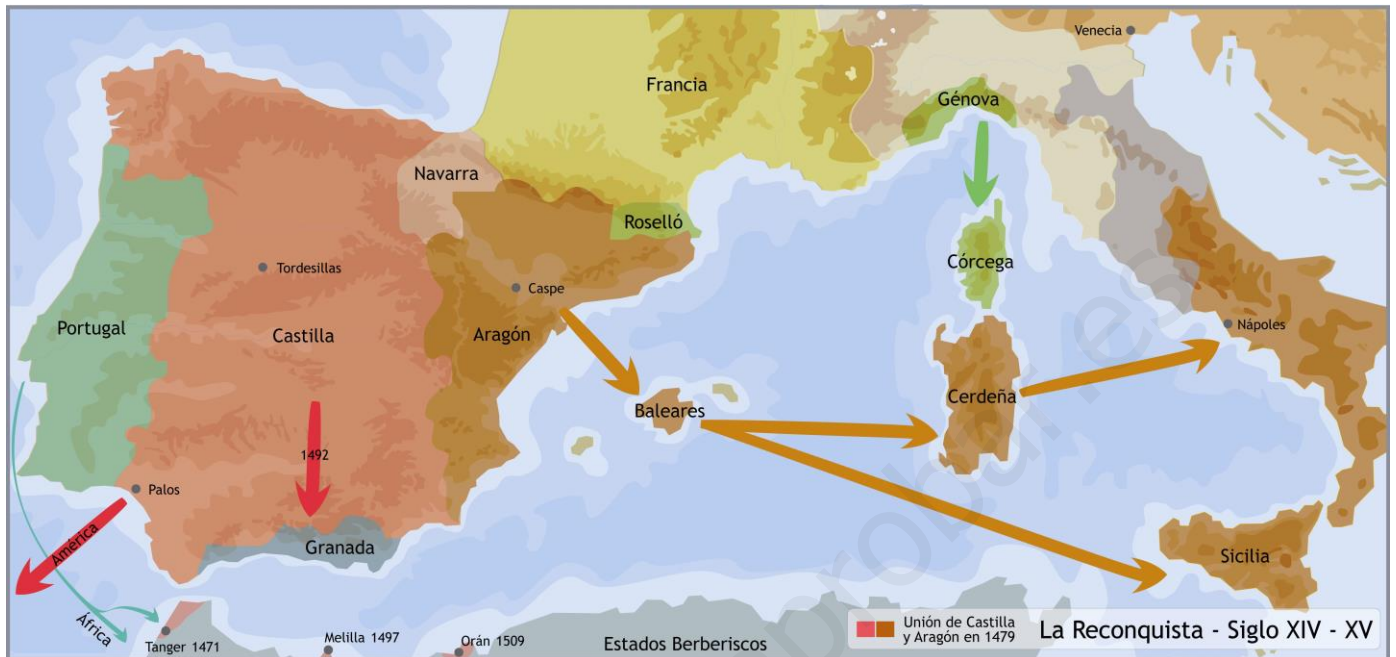 Venecia
Francia
Génova
Navarra
Roselló
Córcega
Tordesillas
Caspe
Portugal
Castilla
Aragón
Nápoles
Cerdeña
Baleares
1492
Palos
América
Granada
Sicilia
África
Tanger 1471
Melilla 1497
Orán 1509
Estados Berberiscos
Unión de Castilla
y Aragón en 1479
La Reconquista - Siglo XIV - XV